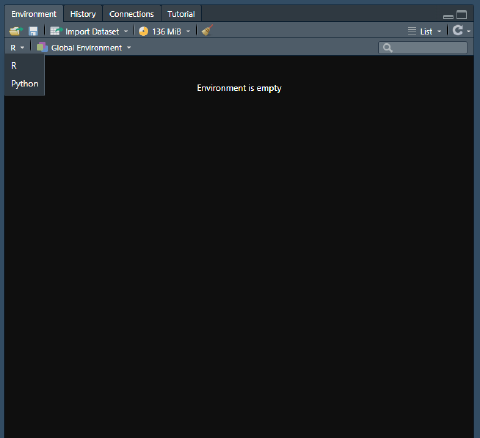 Environment History Connections Tutorial
Import Dataset 136 MiB List
R Global Environment
R
Python
Environment is empty